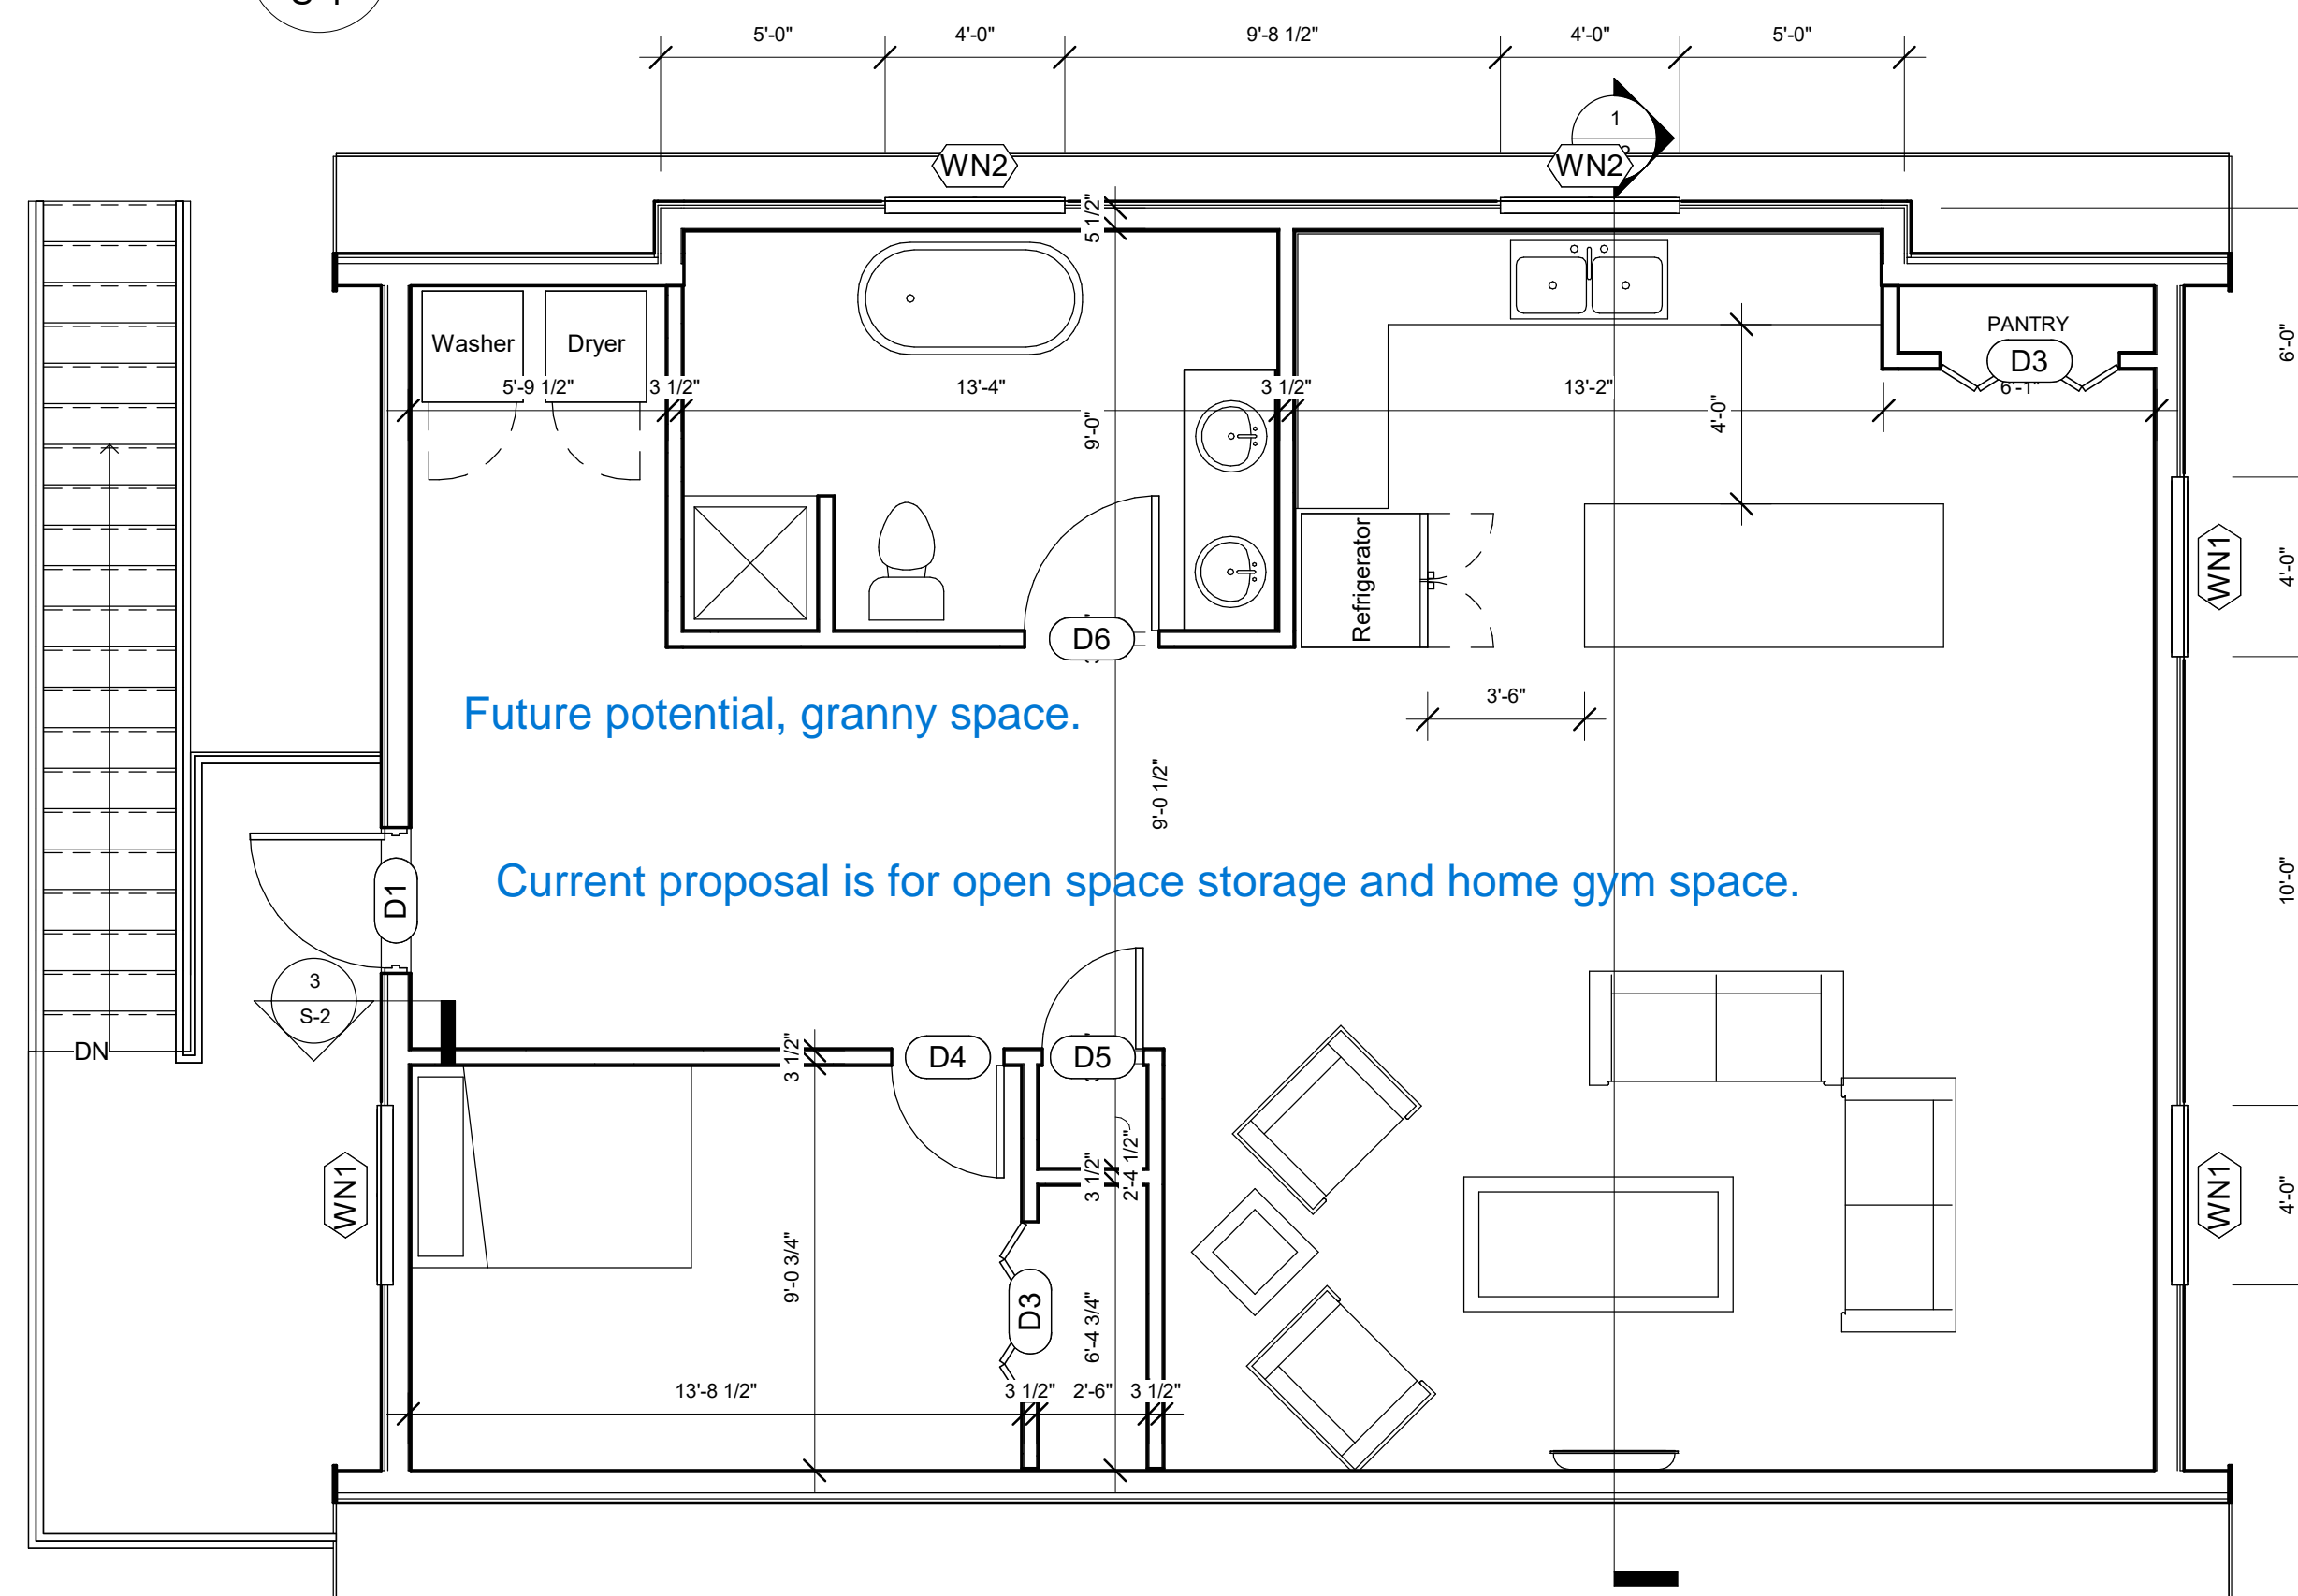 5'-0" 4'-0" 9'-8 1/2" 4'-0" 5'-0"
1
WN2 WN2
5 1/2"
Washer Dryer
PANTRY
D3
6'-0"
5'-9 1/2" 3 1/2" 13'-4" 3 1/2" 13'-2" 6'-1"
9'-0"
4'-0"
Refrigerator
WN1
4'-0"
D6
3'-6"
Future potential, granny space.
9'-0 1/2"
Current proposal is for open space storage and home gym space.
D1
10'-0"
3
S-2
DN
3 1/2"
D4
D5
3 1/2"
2'-4 1/2"
WN1
WN1
4'-0"
9'-0 3/4"
D3
6'-4 3/4"
13'-8 1/2" 3 1/2" 2'-6" 3 1/2"